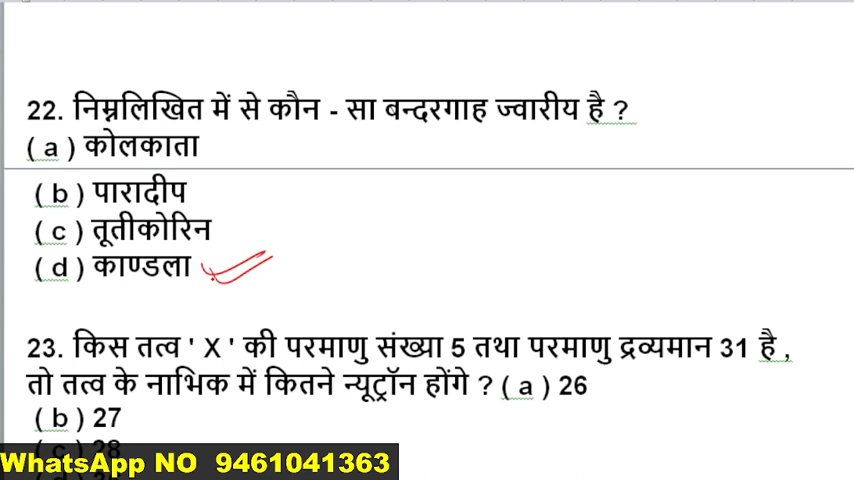 22. निम्नलिखित में से कौन - सा बन्दरगाह ज्वारीय है ?
( a ) कोलकाता
( b ) पारादीप
( c ) तूतीकोरिन
( d ) काण्डला
23. किस तत्व ' X ' की परमाणु संख्या 5 तथा परमाणु द्रव्यमान 31 है ,
तो तत्व के नाभिक में कितने न्यूट्रॉन होंगे ? ( a ) 26
( b ) 27
( c ) 28
WhatsApp NO 9461041363